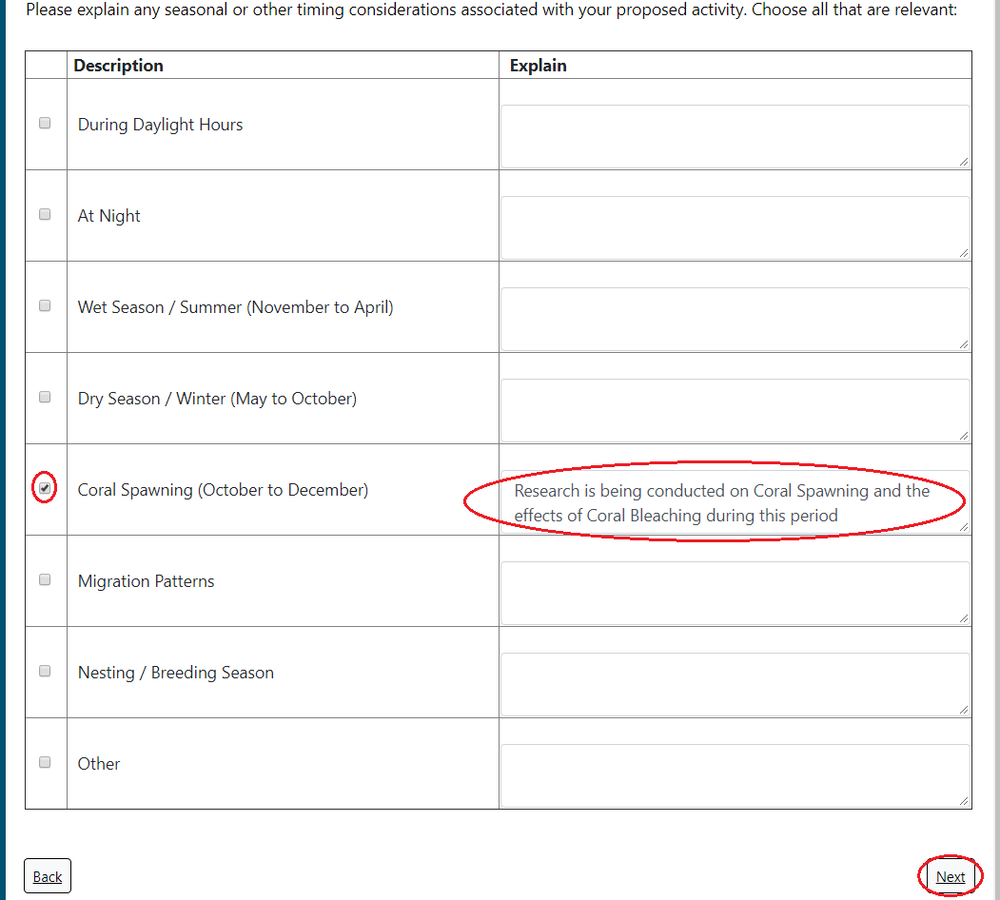 Please explain any seasonal or other timing considerations associated with your proposed activity. Choose all that are relevant:
Description Explain
During Daylight Hours
At Night
Wet Season / Summer (November to April)
Dry Season / Winter (May to October)
Coral Spawning (October to December)
Research is being conducted on Coral Spawning and the
effects of Coral Bleaching during this period
Migration Patterns
Nesting / Breeding Season
Other
Back Next